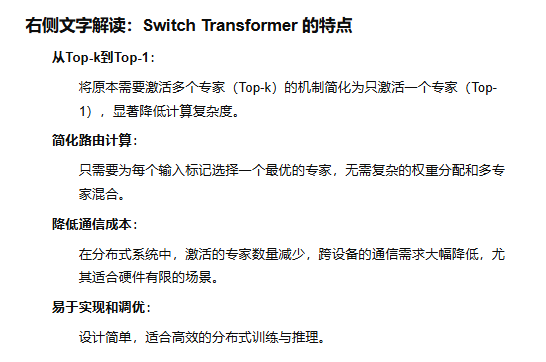 右侧文字解读：Switch Transformer 的特点
从Top-k到Top-1：
将原本需要激活多个专家（Top-k）的机制简化为只激活一个专家（Top-
1），显著降低计算复杂度。
简化路由计算：
只需要为每个输入标记选择一个最优的专家，无需复杂的权重分配和多专
家混合。
降低通信成本：
在分布式系统中，激活的专家数量减少，跨设备的通信需求大幅降低，尤
其适合硬件有限的场景。
易于实现和调优：
设计简单，适合高效的分布式训练与推理。